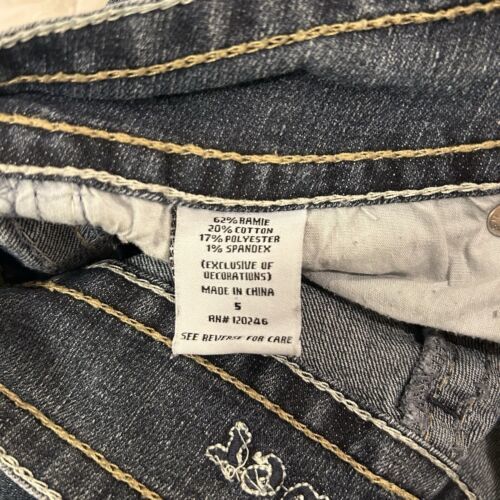 62% RAMIE
20% COTTON
17% POLYESTER
1% SPANDEX
(EXCLUSIVE OF
DECORATIONS)
MADE IN CHINA
5
RN# 120246
SEE REVERSE FOR CARE